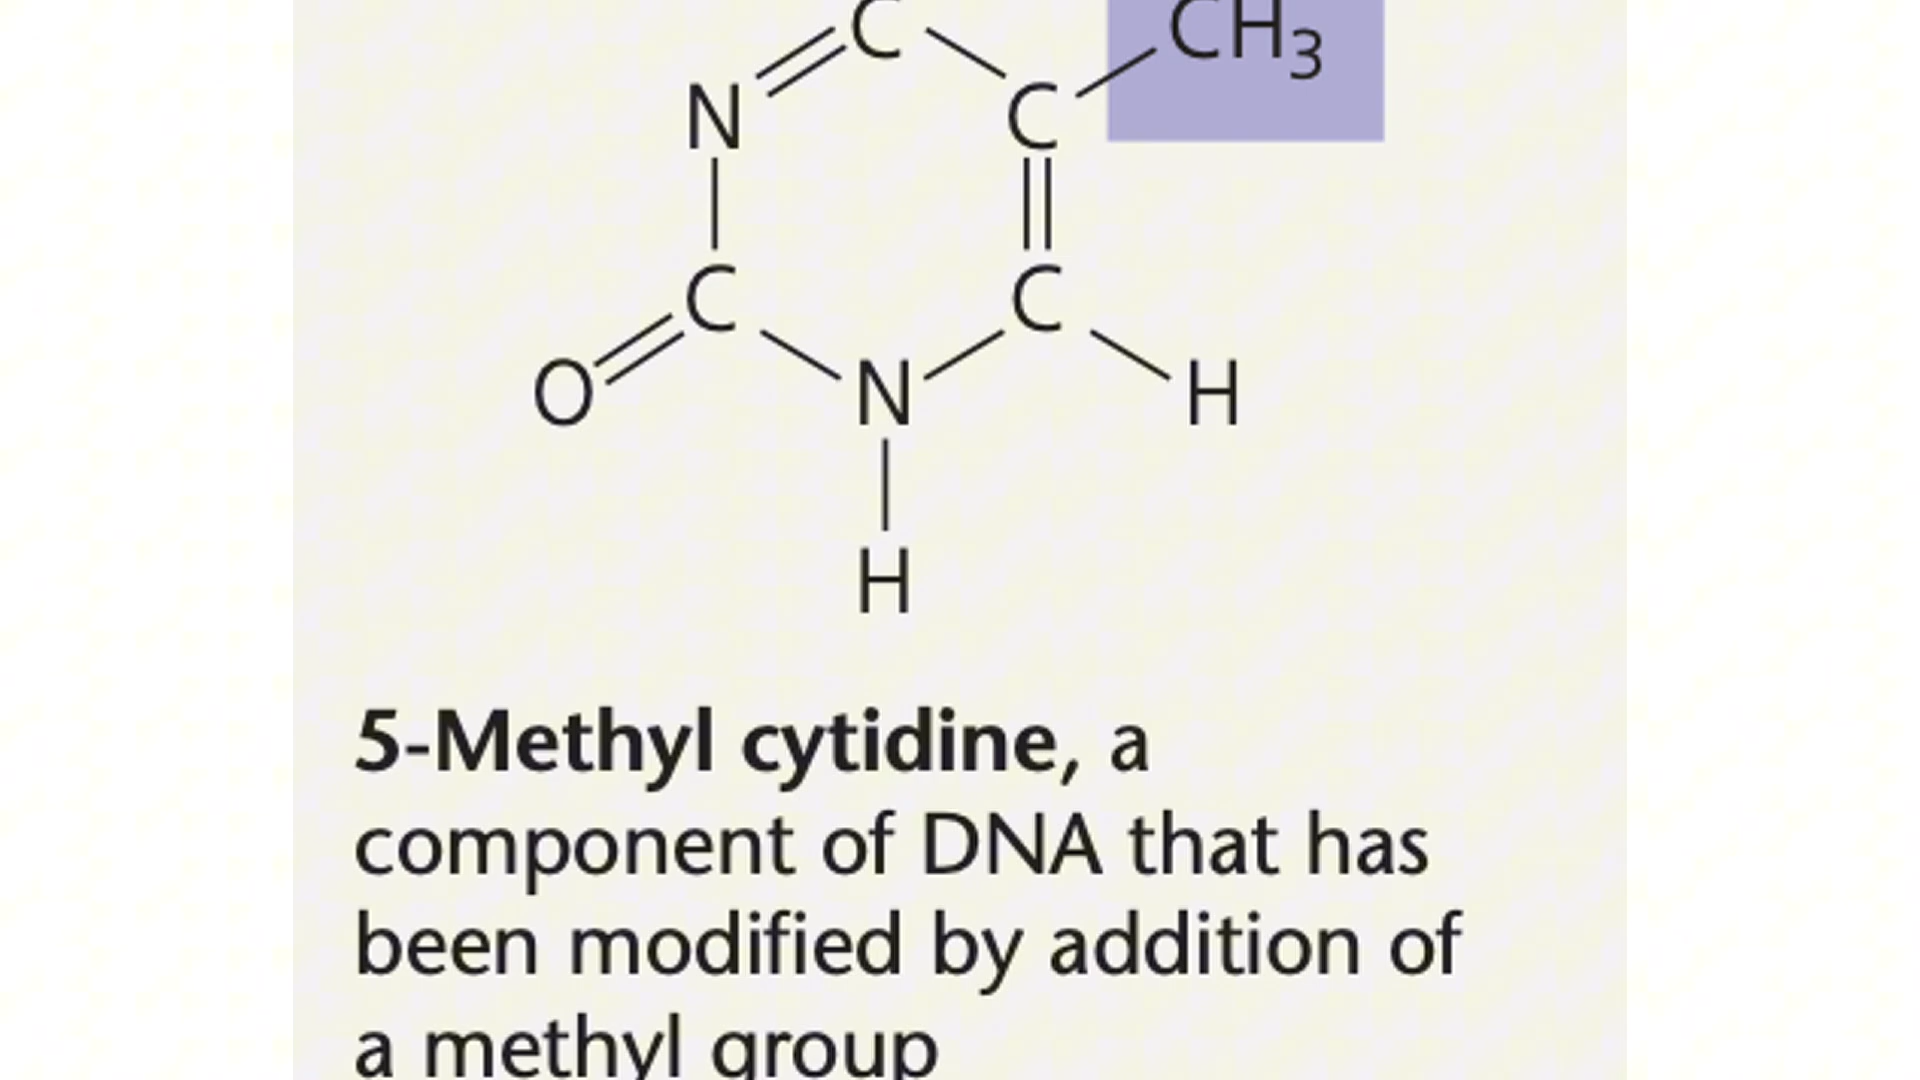 C CH3
N C
C C
O N H
H
5-Methyl cytidine, a
component of DNA that has
been modified by addition of
a methyl group